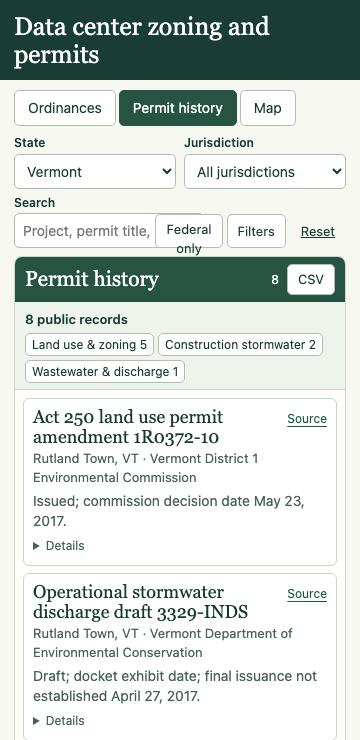 Data center zoning and
permits
Ordinances
Permit history
Map
State
Jurisdiction
Vermont
All jurisdictions
Search
Project, permit title,
Federal
only
Filters
Reset
Permit history
8
CSV
8 public records
Land use & zoning 5
Construction stormwater 2
Wastewater & discharge 1
Act 250 land use permit
amendment 1R0372-10
Source
Rutland Town, VT · Vermont District 1
Environmental Commission
Issued; commission decision date May 23,
2017.
Details
Operational stormwater
discharge draft 3329-INDS
Source
Rutland Town, VT · Vermont Department of
Environmental Conservation
Draft; docket exhibit date; final issuance not
established April 27, 2017.
Details